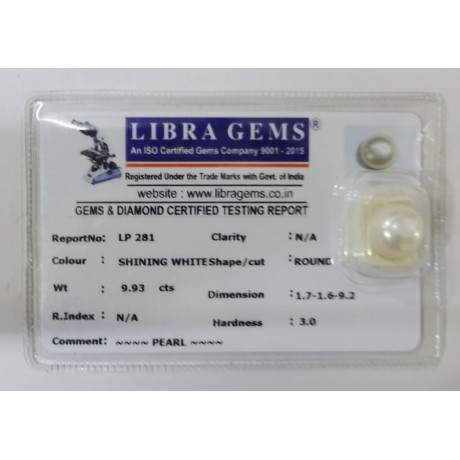 LIBRA GEMS®
An ISO Certified Gems Company 9001 - 2015
Registered Under the Trade Marks with Govt. of India
website : www.libragems.co.in
GEMS & DIAMOND CERTIFIED TESTING REPORT
ReportNo: LP 281 Clarity : N/A
Colour : SHINING WHITE Shape/cut : ROUND
Wt : 9.93 cts Dimension : 1.7-1.6-9.2
R.Index : N/A Hardness : 3.0
Comment: ~~~~ PEARL ~~~~